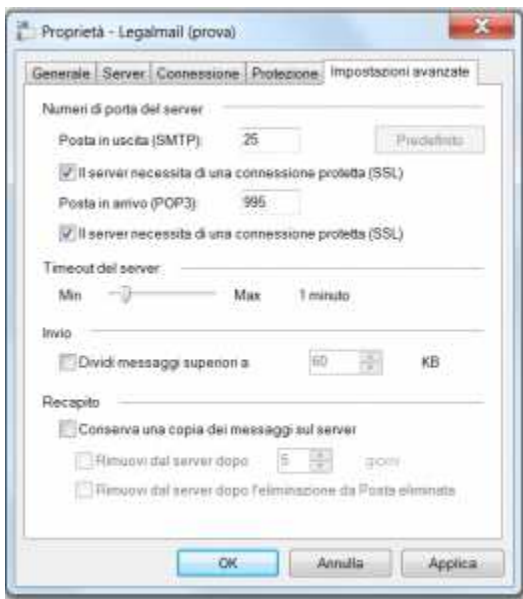 Proprietà - Legalmail (prova)
Generale Server Connessione Protezione Impostazioni avanzate
Numeri di porta del server
Posta in uscita (SMTP): 25 Predefinito
Il server necessita di una connessione protetta (SSL)
Posta in arrivo (POP3): 995
Il server necessita di una connessione protetta (SSL)
Timeout del server
Min Max 1 minuto
Invio
Dividi messaggi superiori a 60 KB
Recapito
Conserva una copia dei messaggi sul server
Rimuovi dal server dopo 5 giorni
Rimuovi dal server dopo l'eliminazione da Posta eliminata
OK Annulla Applica